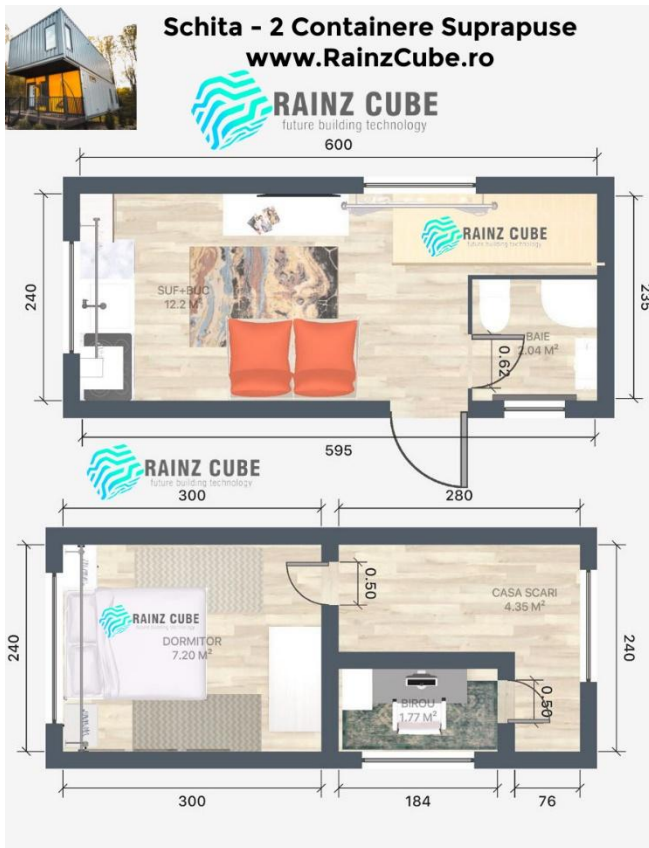 Schita - 2 Containere Suprapuse
www.RainzCube.ro
RAINZ CUBE
future building technology
600
240
235
RAINZ CUBE
future building technology
SUF+BUC
12.2 M²
BAIE
2.04 M²
0.62
595
RAINZ CUBE
future building technology
300
280
0.50
CASA SCARI
4.35 M²
240
240
RAINZ CUBE
future building technology
DORMITOR
7.20 M²
BIROU
1.77 M²
0.50
300
184
76